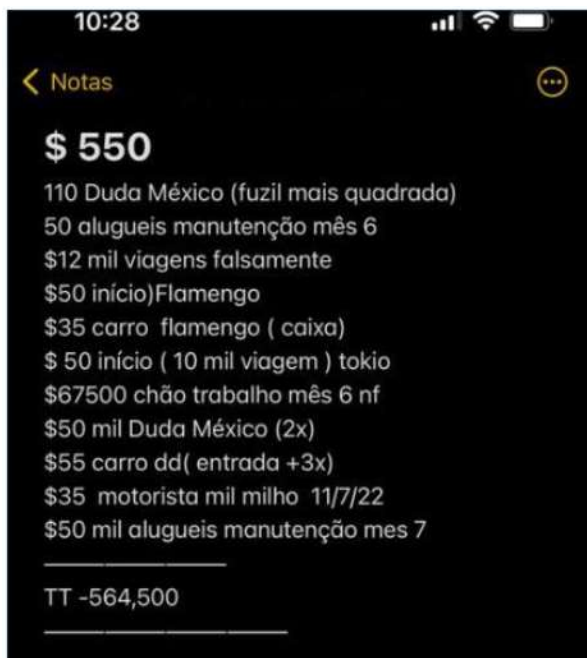 10:28
Notas
$ 550
110 Duda México (fuzil mais quadrada)
50 alugueis manutenção mês 6
$12 mil viagens falsamente
$50 início)Flamengo
$35 carro flamengo ( caixa)
$ 50 início ( 10 mil viagem ) tokio
$67500 chão trabalho mês 6 nf
$50 mil Duda México (2x)
$55 carro dd( entrada +3x)
$35 motorista mil milho 11/7/22
$50 mil alugueis manutenção mes 7
TT -564,500